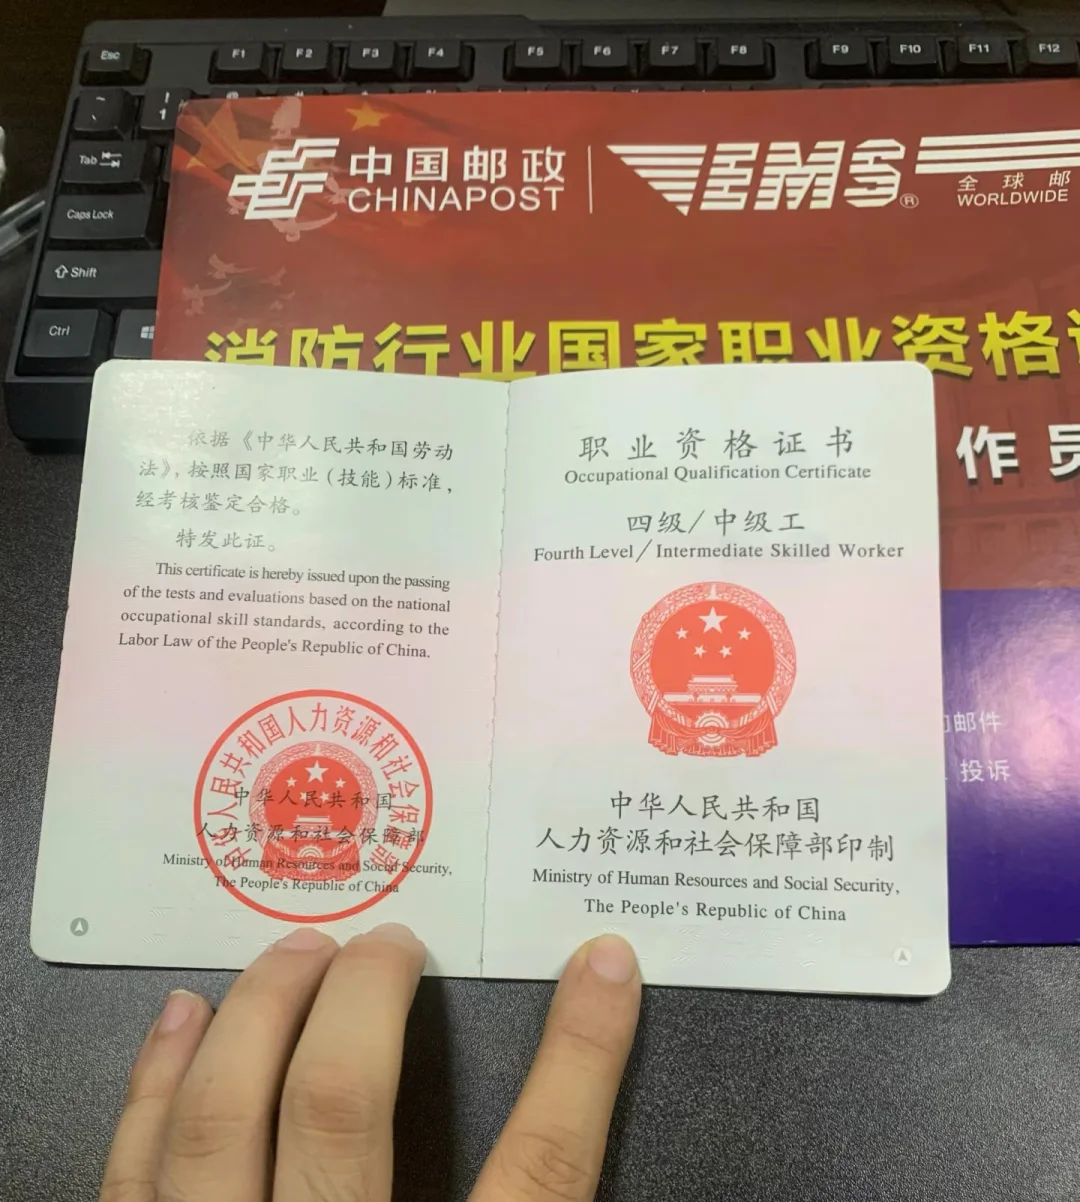 Esc F1 F2 F3 F4 F5 F6 F7 F8 F9 F10 F11 F12
~
!
1
Tab
Caps Lock
Shift
Ctrl
中国邮政
CHINAPOST
EMS®
全球邮
WORLDWIDE
消防行业国家职业资格
作员
邮件
投诉
依据《中华人民共和国劳动
法》,按照国家职业(技能)标准,
经考核鉴定合格。
特发此证。
This certificate is hereby issued upon the passing
of the tests and evaluations based on the national
occupational skill standards, according to the
Labor Law of the People's Republic of China.
中华人民共和国人力资源和社会保障部
中华人民共和国
人力资源和社会保障部
Ministry of Human Resources and Social Security,
The People's Republic of China
职业资格证书
Occupational Qualification Certificate
四级/中级工
Fourth Level/Intermediate Skilled Worker
中华人民共和国
人力资源和社会保障部印制
Ministry of Human Resources and Social Security,
The People's Republic of China